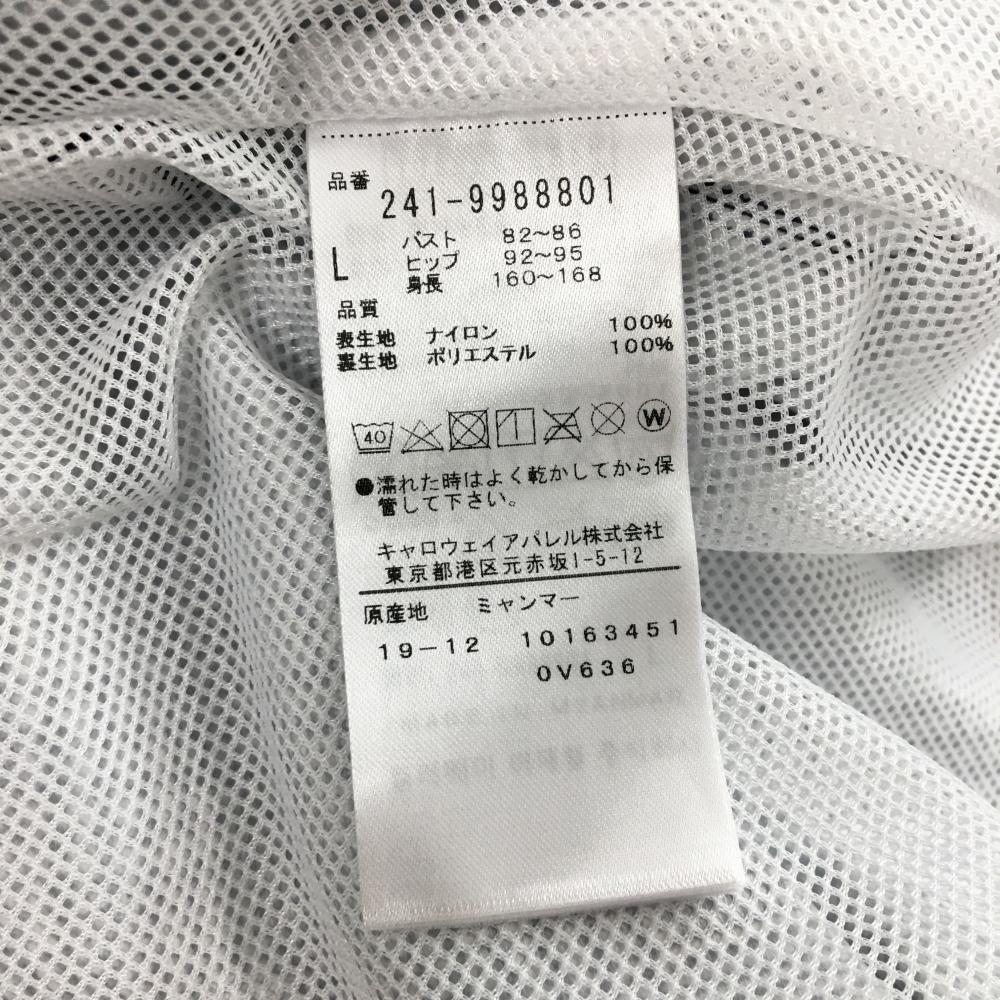 品番 241-9988801
L
バスト 82~86
ヒップ 92~95
身長 160~168
品質
表生地 ナイロン 100%
裏生地 ポリエステル 100%
40 W
●濡れた時はよく乾かしてから保
管して下さい。
キャロウェイアパレル株式会社
東京都港区元赤坂1-5-12
原産地 ミャンマー
19-12 10163451
0V636